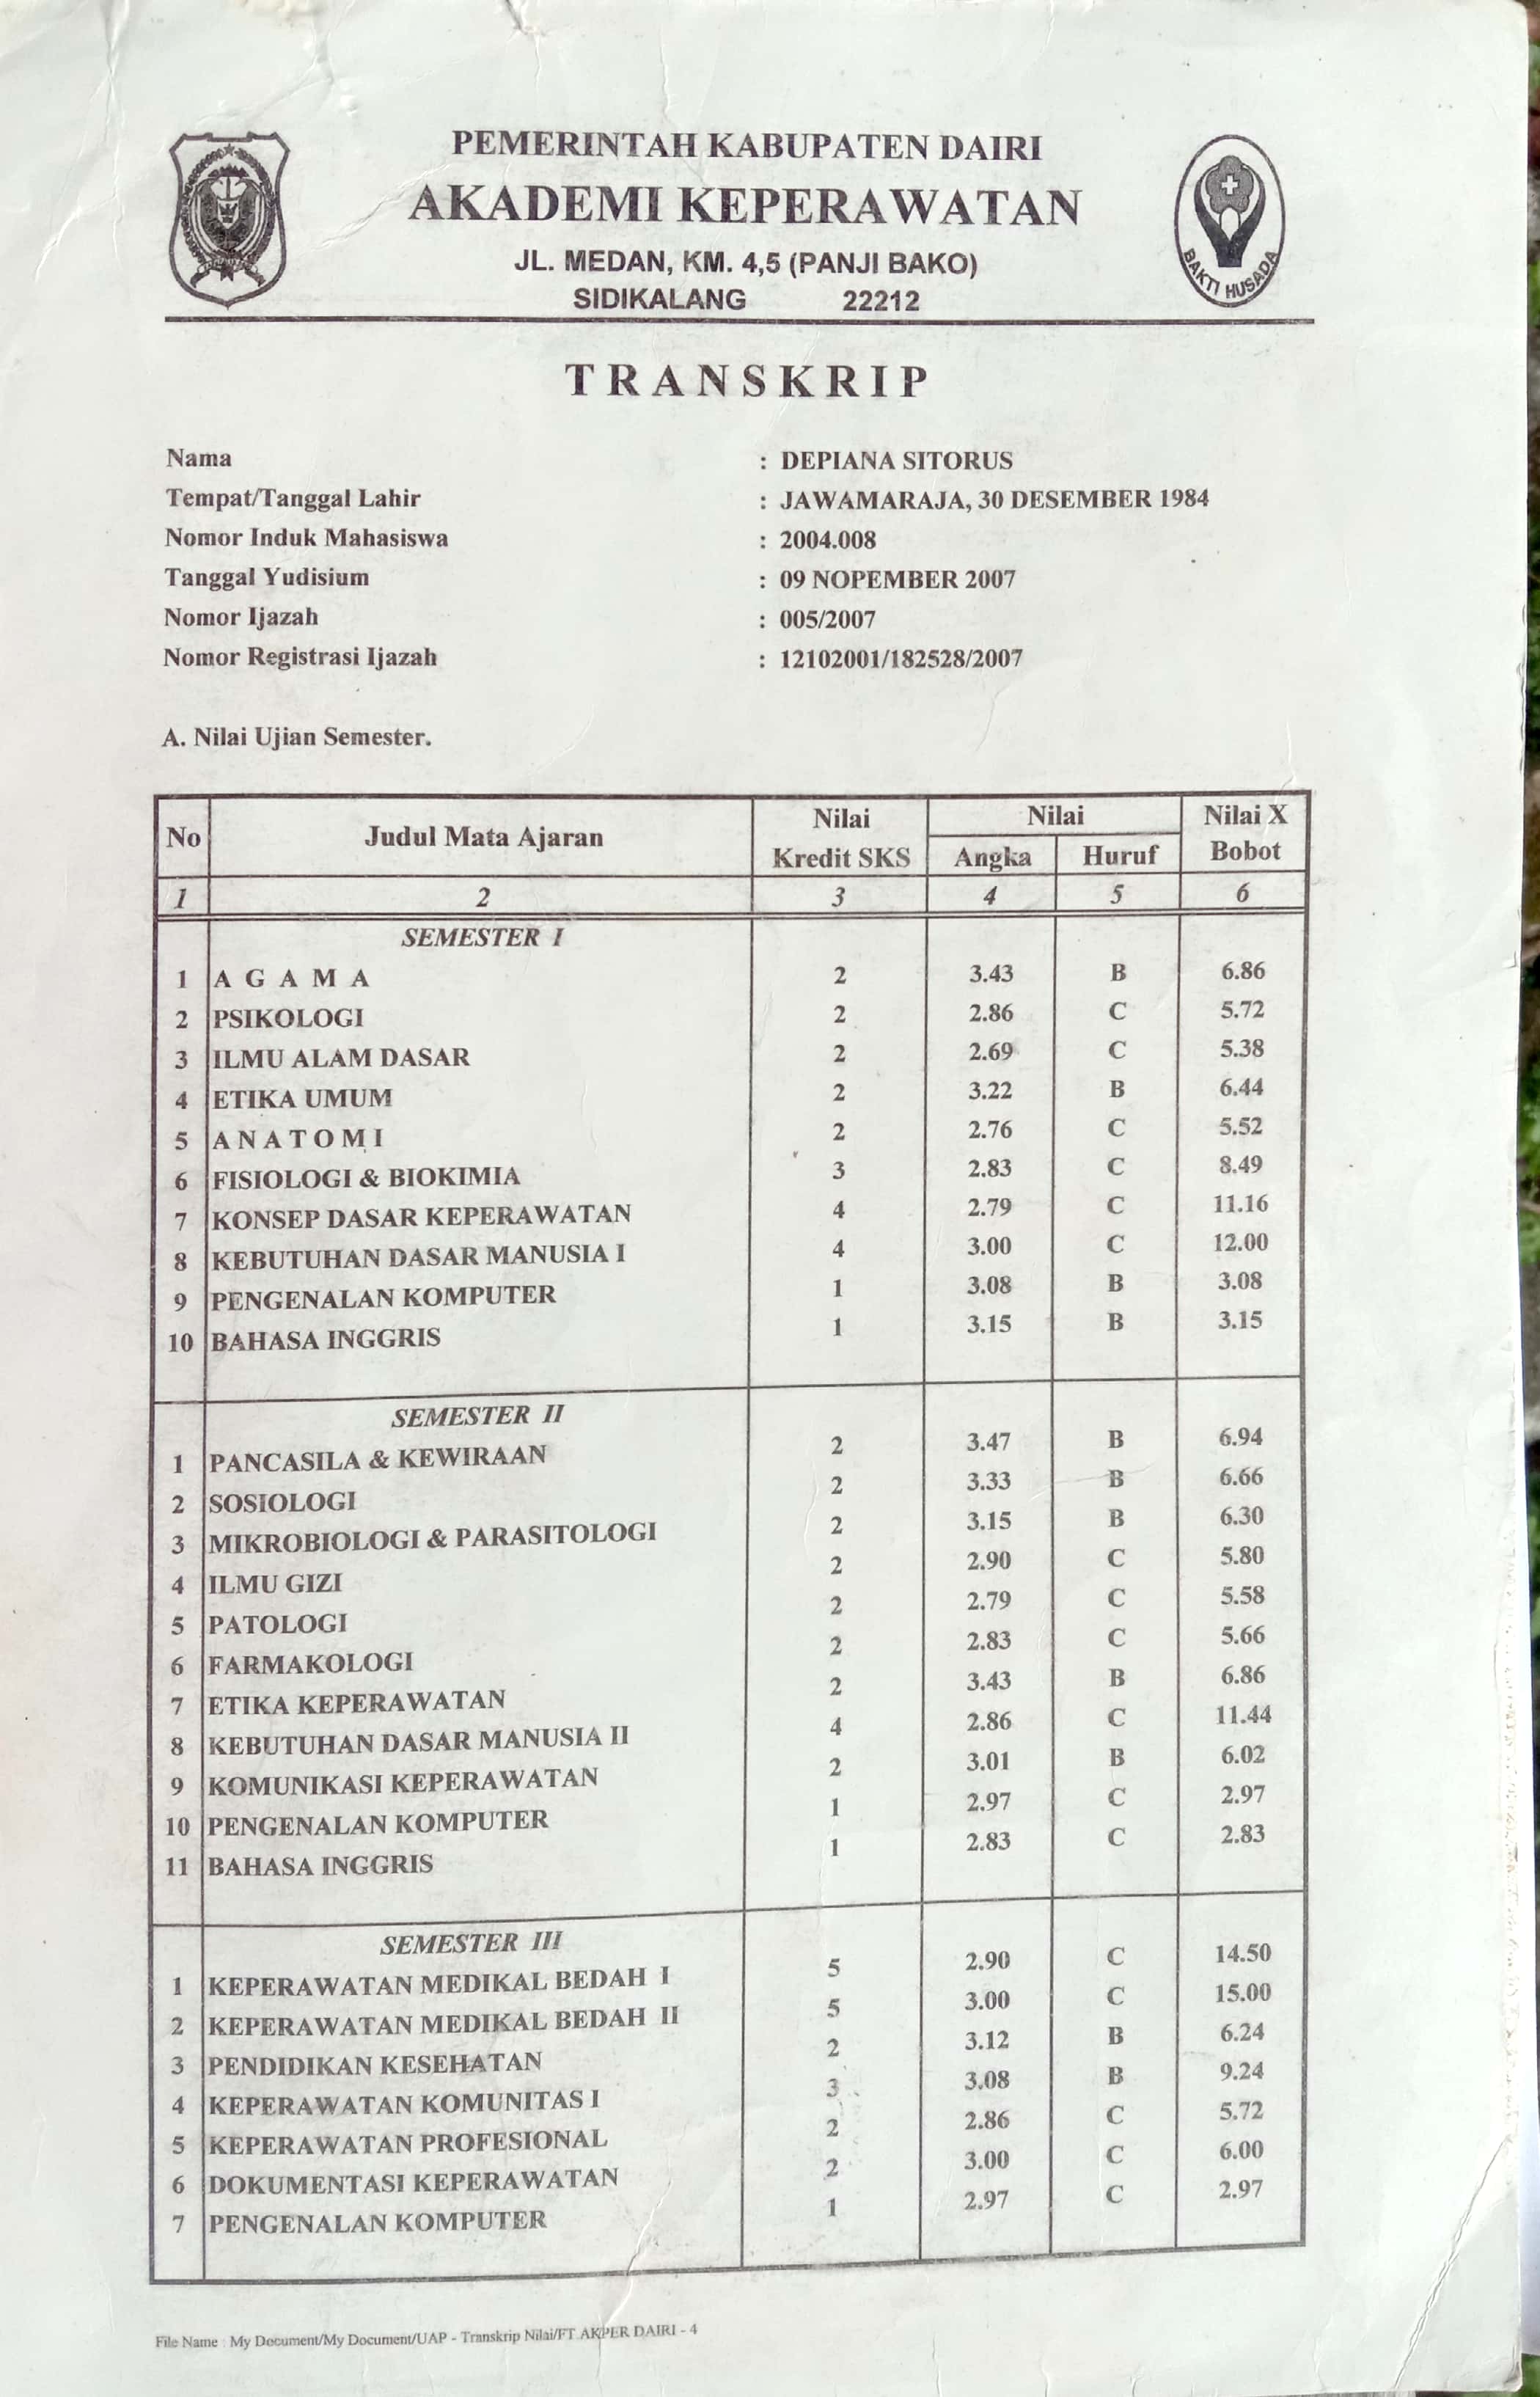 PEMERINTAH KABUPATEN DAIRI
AKADEMI KEPERAWATAN
JL. MEDAN, KM. 4,5 (PANJI BAKO)
SIDIKALANG 22212
BAKTI HUSADA
TRANSKRIP
Nama : DEPIANA SITORUS
Tempat/Tanggal Lahir : JAWAMARAJA, 30 DESEMBER 1984
Nomor Induk Mahasiswa : 2004.008
Tanggal Yudisium : 09 NOPEMBER 2007
Nomor Ijazah : 005/2007
Nomor Registrasi Ijazah : 12102001/182528/2007
A. Nilai Ujian Semester.
No Judul Mata Ajaran Nilai Kredit SKS Nilai Angka Huruf Nilai X Bobot
1 2 3 4 5 6
SEMESTER I
1 A G A M A 2 3.43 B 6.86
2 PSIKOLOGI 2 2.86 C 5.72
3 ILMU ALAM DASAR 2 2.69 C 5.38
4 ETIKA UMUM 2 3.22 B 6.44
5 A N A T O M I 2 2.76 C 5.52
6 FISIOLOGI & BIOKIMIA 3 2.83 C 8.49
7 KONSEP DASAR KEPERAWATAN 4 2.79 C 11.16
8 KEBUTUHAN DASAR MANUSIA I 4 3.00 C 12.00
9 PENGENALAN KOMPUTER 1 3.08 B 3.08
10 BAHASA INGGRIS 1 3.15 B 3.15
SEMESTER II
1 PANCASILA & KEWIRAAN 2 3.47 B 6.94
2 SOSIOLOGI 2 3.33 B 6.66
3 MIKROBIOLOGI & PARASITOLOGI 2 3.15 B 6.30
4 ILMU GIZI 2 2.90 C 5.80
5 PATOLOGI 2 2.79 C 5.58
6 FARMAKOLOGI 2 2.83 C 5.66
7 ETIKA KEPERAWATAN 2 3.43 B 6.86
8 KEBUTUHAN DASAR MANUSIA II 4 2.86 C 11.44
9 KOMUNIKASI KEPERAWATAN 2 3.01 B 6.02
10 PENGENALAN KOMPUTER 1 2.97 C 2.97
11 BAHASA INGGRIS 1 2.83 C 2.83
SEMESTER III
1 KEPERAWATAN MEDIKAL BEDAH I 5 2.90 C 14.50
2 KEPERAWATAN MEDIKAL BEDAH II 5 3.00 C 15.00
3 PENDIDIKAN KESEHATAN 2 3.12 B 6.24
4 KEPERAWATAN KOMUNITAS I 3 3.08 B 9.24
5 KEPERAWATAN PROFESIONAL 2 2.86 C 5.72
6 DOKUMENTASI KEPERAWATAN 2 3.00 C 6.00
7 PENGENALAN KOMPUTER 1 2.97 C 2.97
File Name : My Document/My Document/UAP - Transkrip Nilai/FT AKPER DAIRI - 4